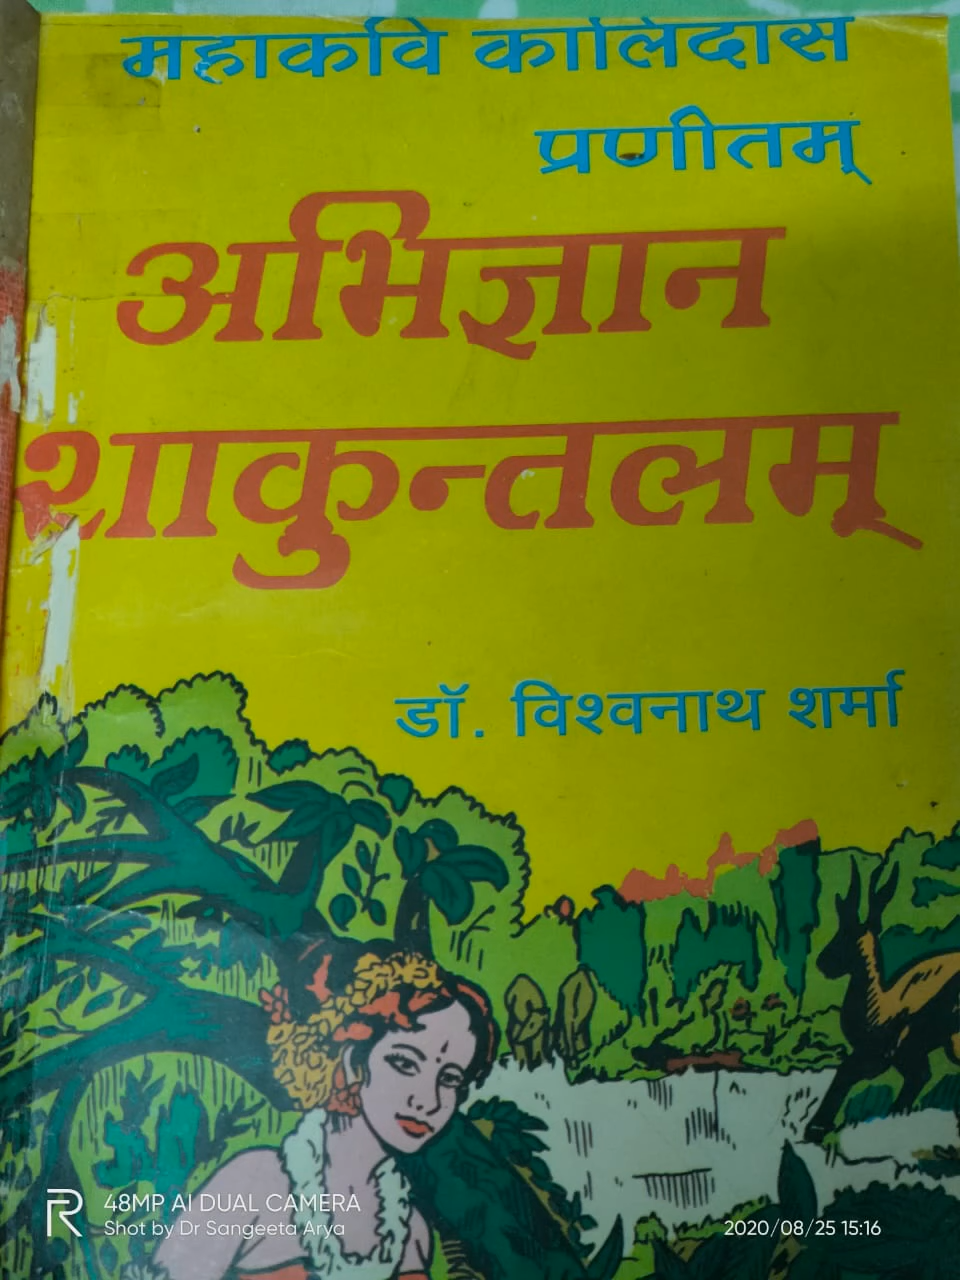 महाकवि कालिदास
प्रणीतम्
अभिज्ञान
शाकुन्तलम्
डॉ. विश्वनाथ शर्मा
R
48MP AI DUAL CAMERA
Shot by Dr Sangeeta Arya
2020/08/25 15:16